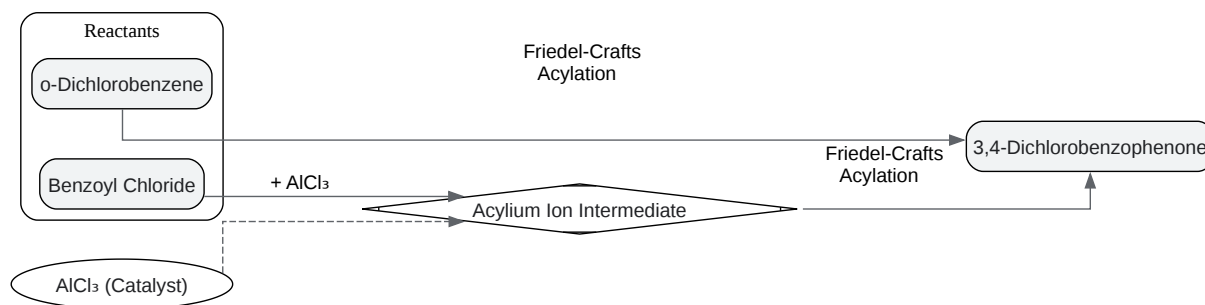 Reactants
o-Dichlorobenzene
Friedel-Crafts
Acylation
Benzoyl Chloride
+ AlCl₃
Acylium Ion Intermediate
Friedel-Crafts
Acylation
3,4-Dichlorobenzophenone
AlCl₃ (Catalyst)